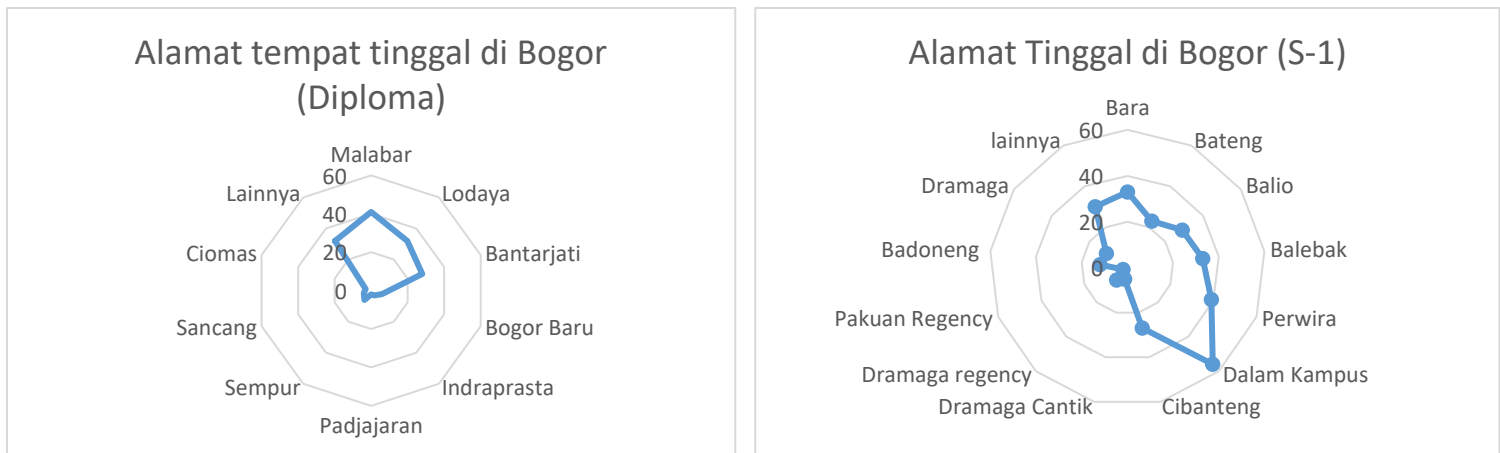 Alamat tempat tinggal di Bogor
(Diploma)
Malabar
Lodaya
Bantarjati
Bogor Baru
Indraprasta
Padjajaran
Sempur
Sancang
Ciomas
Lainnya
60
40
20
0
Alamat Tinggal di Bogor (S-1)
Bara
Bateng
Balio
Balebak
Perwira
Dalam Kampus
Cibanteng
Dramaga Cantik
Dramaga regency
Pakuan Regency
Badoneng
Dramaga
lainnya
60
40
20
0